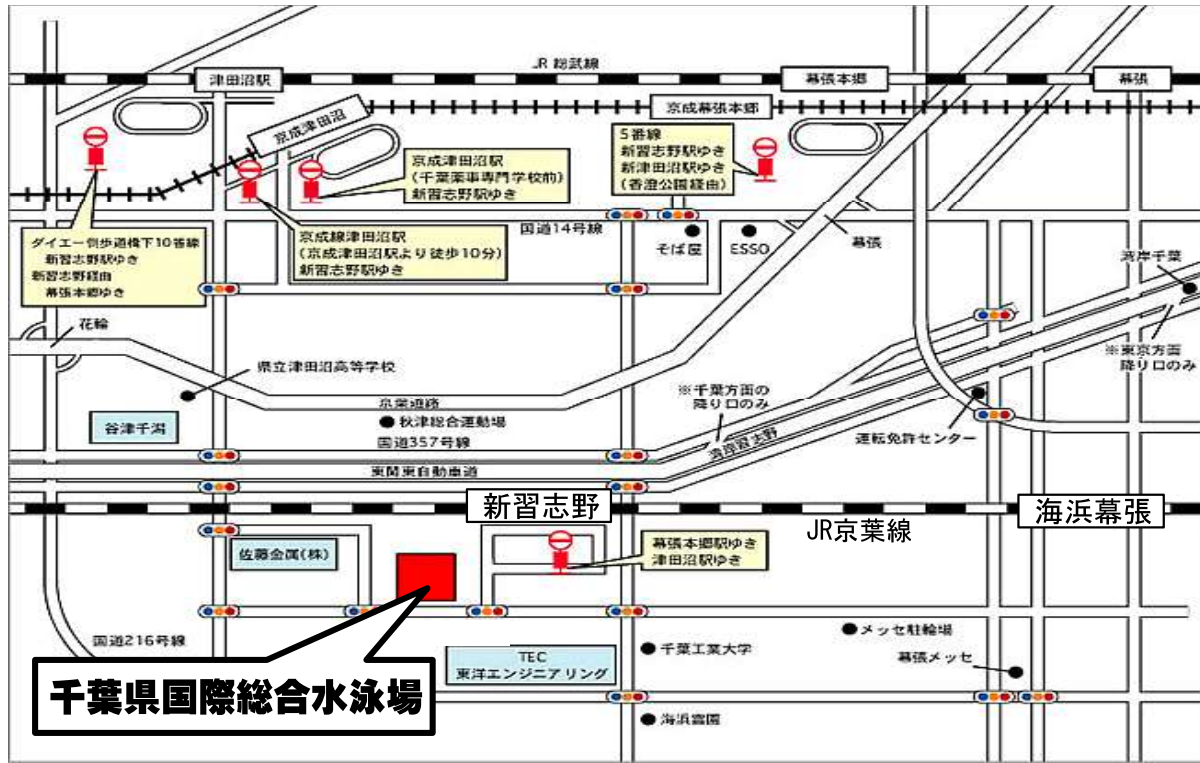 JR 総武線
津田沼駅
幕張本郷
幕張
京成幕張本郷
京成津田沼
京成津田沼駅
(千葉薬事専門学校前)
新習志野駅ゆき
5番線
新習志野駅ゆき
新津田沼駅ゆき
(香澄公園経由)
国道14号線
ダイエー側歩道橋下10番線
新習志野駅ゆき
新習志野経由
幕張本郷ゆき
京成線津田沼駅
(京成津田沼駅より徒歩10分)
新習志野駅ゆき
そば屋
ESSO
幕張
湾岸千葉
花輪
県立津田沼高等学校
※東京方面
降り口のみ
※千葉方面の
降り口のみ
京葉道路
谷津干潟
秋津総合運動場
国道357号線
湾岸習志野
運転免許センター
東関東自動車道
新習志野
海浜幕張
JR京葉線
佐藤金属(株)
幕張本郷駅ゆき
津田沼駅ゆき
国道216号線
メッセ駐輪場
千葉工業大学
幕張メッセ
TEC
東洋エンジニアリング
千葉県国際総合水泳場
海浜霊園